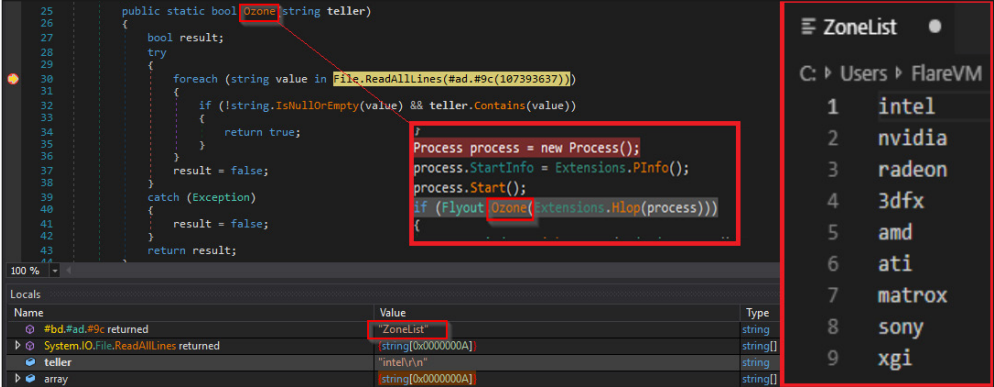 25 public static bool Ozone(string teller)
26 {
27 bool result;
28 try
29 {
30 foreach (string value in File.ReadAllLines(#ad.#9c(107393637)))
31 {
32 if (!string.IsNullOrEmpty(value) && teller.Contains(value))
33 {
34 return true;
35 }
36 }
37 result = false;
38 }
39 catch (Exception)
40 {
41 result = false;
42 }
43 return result;
44
Process process = new Process();
process.StartInfo = Extensions.PInfo();
process.Start();
if (Flyout.Ozone(Extensions.Hlop(process)))
{
100 %
Locals
Name Value Type
#bd.#ad.#9c returned "ZoneList" string
System.IO.File.ReadAllLines returned string[0x0000000A] string[]
teller "intel\r\n" string
array string[0x0000000A] string[]
ZoneList
C: Users FlareVM
1 intel
2 nvidia
3 radeon
4 3dfx
5 amd
6 ati
7 matrox
8 sony
9 xgi